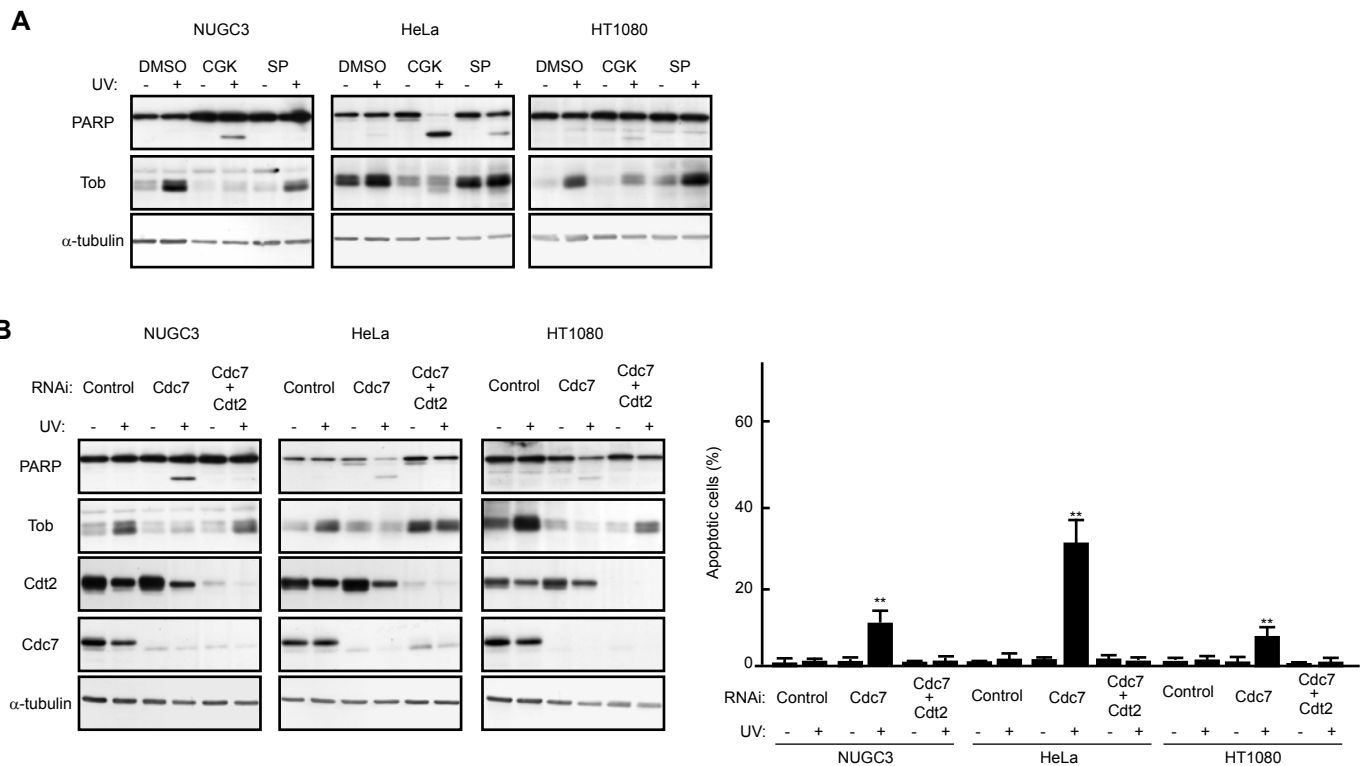 A
NUGC3 HeLa HT1080
DMSO CGK SP DMSO CGK SP DMSO CGK SP
UV: - + - + - + - + - + - + - + - + - +
PARP
Tob
α-tubulin
B
NUGC3 HeLa HT1080
RNAi: Control Cdc7 Cdc7 + Cdt2 Control Cdc7 Cdc7 + Cdt2 Control Cdc7 Cdc7 + Cdt2
UV: - + - + - + - + - + - + - + - + - +
PARP
Tob
Cdt2
Cdc7
α-tubulin
Apoptotic cells (%)
60
40
20
0
** ** **
RNAi: Control Cdc7 Cdc7 + Cdt2 Control Cdc7 Cdc7 + Cdt2 Control Cdc7 Cdc7 + Cdt2
UV: - + - + - + - + - + - + - + - + - +
NUGC3 HeLa HT1080